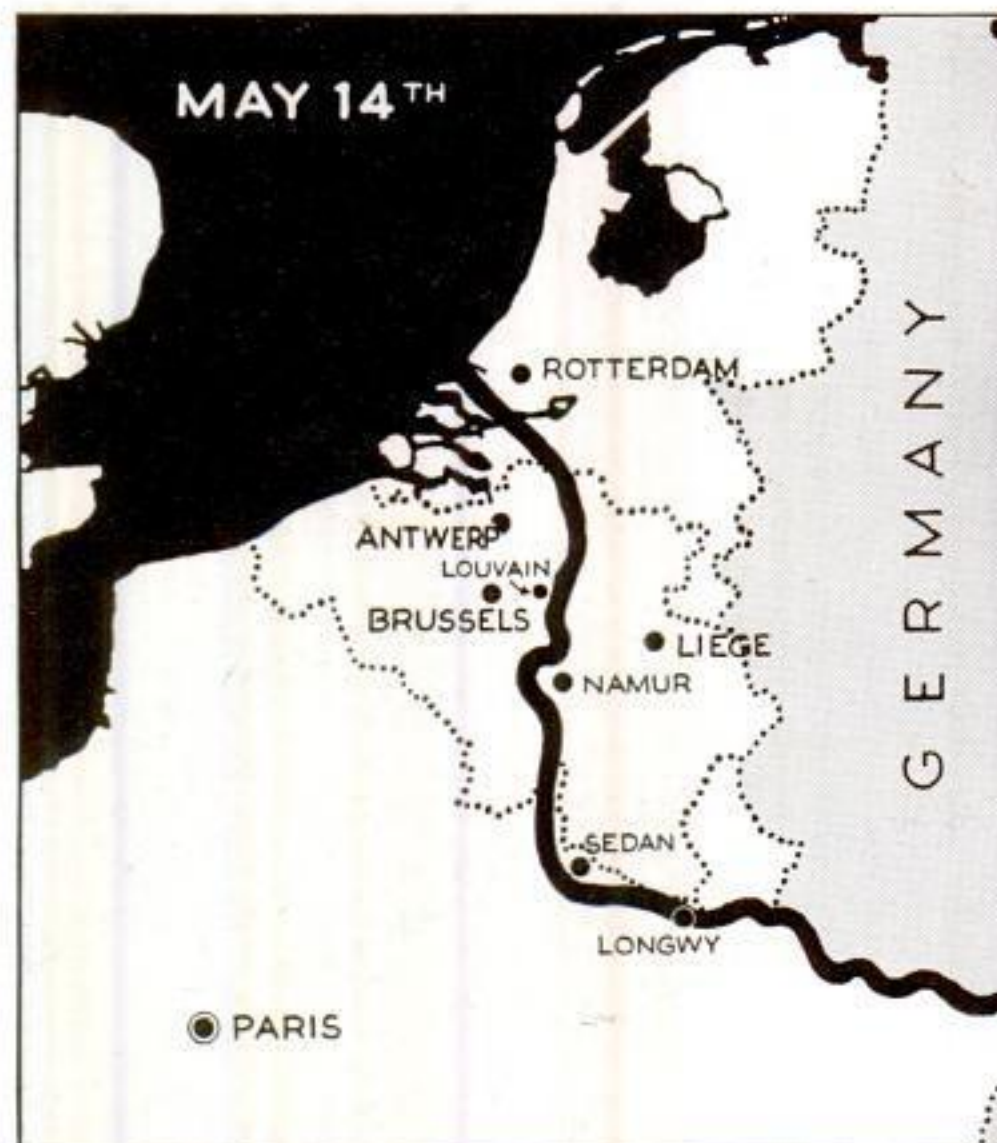 MAY 14TH
ROTTERDAM
ANTWERP
LOUVAIN
BRUSSELS
LIEGE
NAMUR
GERMANY
SEDAN
LONGWY
PARIS